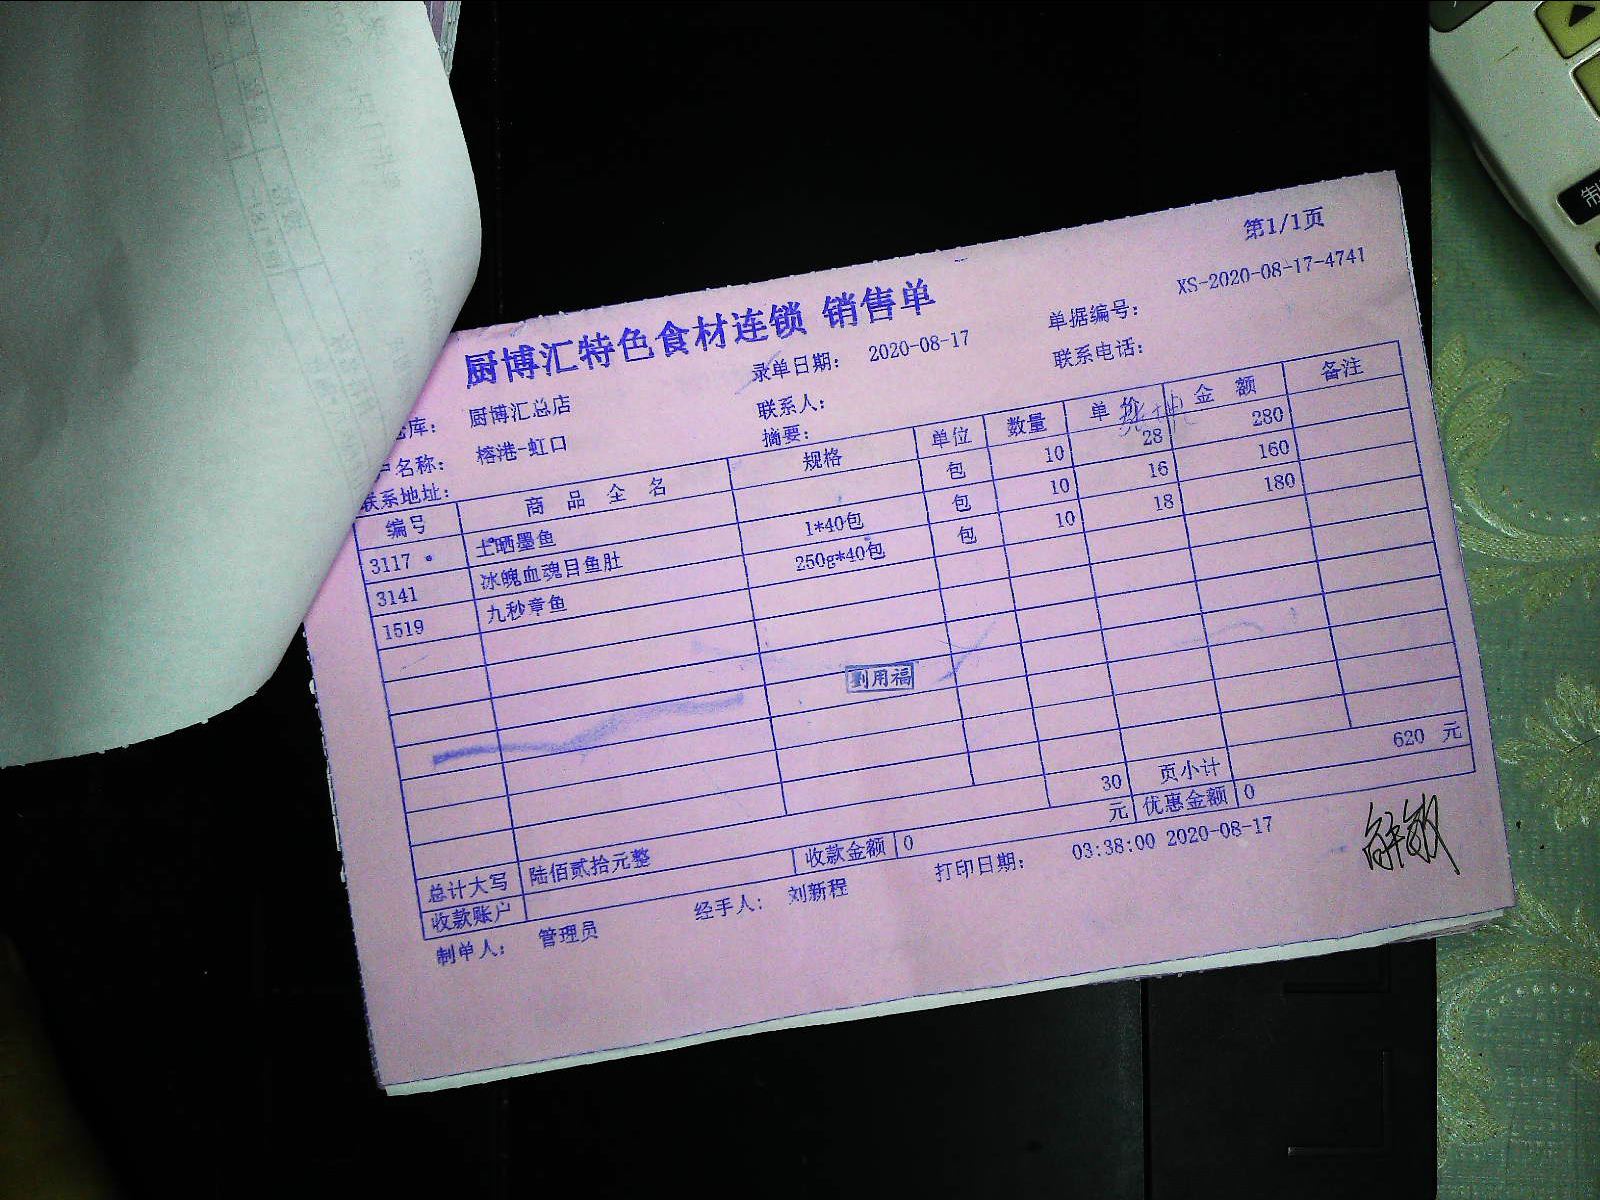 第1/1页
厨博汇特色食材连锁 销售单
库: 厨博汇总店 录单日期: 2020-08-17 单据编号: XS-2020-08-17-4741
户名称: 榕港-虹口 联系人: 联系电话:
联系地址: 摘要:
编号 商品全名 规格 单位 数量 单价 金额 备注
3117 土晒墨鱼 包 10 28 280
3141 冰魄血魂目鱼肚 1*40包 包 10 16 160
1519 九秒章鱼 250g*40包 包 10 18 180
劉用福
30 页小计 620 元
总计大写 陆佰贰拾元整 收款金额 0 元 优惠金额 0
收款账户
制单人: 管理员 经手人: 刘新程 打印日期: 03:38:00 2020-08-17
制